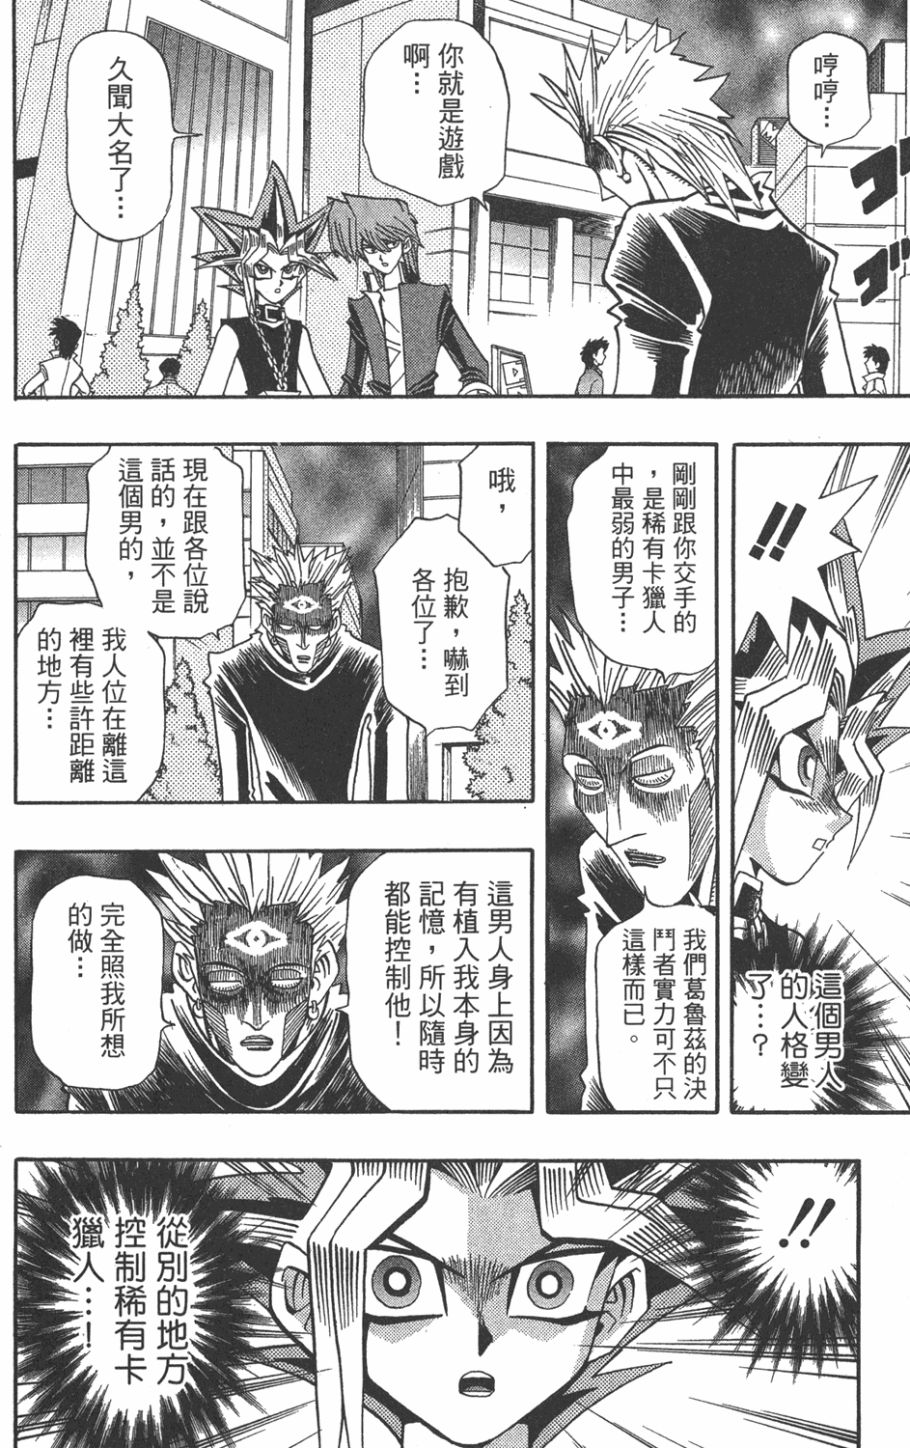 哼哼…
ゴ
ゴ
你就是遊戲
啊…
久聞大名了…
!!
這個男人
的人格變
了…?
剛剛跟你交手的
，是稀有卡獵人
中最弱的男子…
我們葛魯茲的決
鬥者實力可不只
這樣而已。
哦，
抱歉，嚇到
各位了…
現在跟各位說
話的，並不是
這個男的，
我人位在離這
裡有些許距離
的地方…
這男人身上因為
有植入我本身的
記憶，所以隨時
都能控制他！
完全照我所想
的做…
!!
從別的地方
控制稀有卡
獵人…！